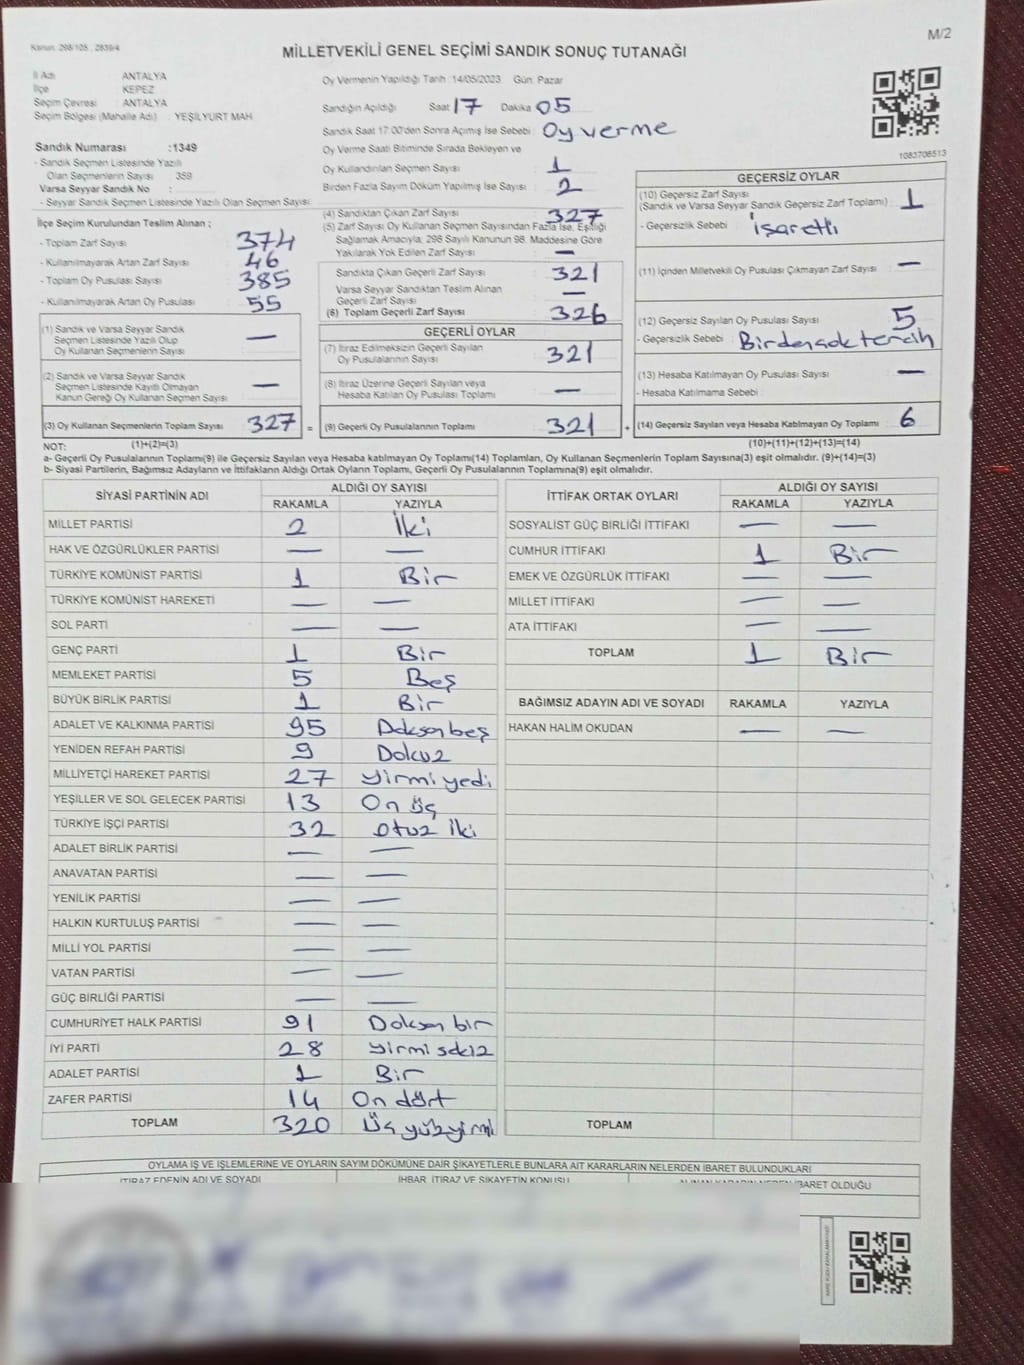 Kanun: 298/105 , 2839/4
M/2
MİLLETVEKİLİ GENEL SEÇİMİ SANDIK SONUÇ TUTANAĞI
İl Adı ANTALYA
İlçe KEPEZ
Seçim Çevresi ANTALYA
Seçim Bölgesi (Mahalle Adı) : YEŞİLYURT MAH
Sandık Numarası :1349
- Sandık Seçmen Listesinde Yazılı
Olan Seçmenlerin Sayısı : 359
Varsa Seyyar Sandık No :
- Seyyar Sandık Seçmen Listesinde Yazılı Olan Seçmen Sayısı
Oy Vermenin Yapıldığı Tarih :14/05/2023 Gün: Pazar
Sandığın Açıldığı Saat 17 Dakika 05
Sandık Saat 17:00'den Sonra Açılmış İse Sebebi : Oy verme
Oy Verme Saati Bitiminde Sırada Bekleyen ve
Oy Kullandırılan Seçmen Sayısı 1
Birden Fazla Sayım Döküm Yapılmış İse Sayısı : 2
1083706513
İlçe Seçim Kurulundan Teslim Alınan ;
- Toplam Zarf Sayısı 374
- Kullanılmayarak Artan Zarf Sayısı 46
- Toplam Oy Pusulası Sayısı 385
- Kullanılmayarak Artan Oy Pusulası 55
(4) Sandıktan Çıkan Zarf Sayısı 327
(5) Zarf Sayısı Oy Kullanan Seçmen Sayısından Fazla İse, Eşitliği
Sağlamak Amacıyla, 298 Sayılı Kanunun 98. Maddesine Göre
Yakılarak Yok Edilen Zarf Sayısı —
Sandıkta Çıkan Geçerli Zarf Sayısı 321
Varsa Seyyar Sandıktan Teslim Alınan
Geçerli Zarf Sayısı —
(6) Toplam Geçerli Zarf Sayısı 326
GEÇERSİZ OYLAR
(10) Geçersiz Zarf Sayısı
(Sandık ve Varsa Seyyar Sandık Geçersiz Zarf Toplamı) : 1
- Geçersizlik Sebebi : İsaretli
(11) İçinden Milletvekili Oy Pusulası Çıkmayan Zarf Sayısı : —
(12) Geçersiz Sayılan Oy Pusulası Sayısı 5
- Geçersizlik Sebebi : Birden çok tercih
(13) Hesaba Katılmayan Oy Pusulası Sayısı —
- Hesaba Katılmama Sebebi :
(14) Geçersiz Sayılan veya Hesaba Katılmayan Oy Toplamı : 6
(1) Sandık ve Varsa Seyyar Sandık
Seçmen Listesinde Yazılı Olup
Oy Kullanan Seçmenlerin Sayısı —
(2) Sandık ve Varsa Seyyar Sandık
Seçmen Listesinde Kayıtlı Olmayan
Kanun Gereği Oy Kullanan Seçmen Sayısı —
(3) Oy Kullanan Seçmenlerin Toplam Sayısı 327 =
GEÇERLİ OYLAR
(7) İtiraz Edilmeksizin Geçerli Sayılan
Oy Pusulalarının Sayısı : 321
(8) İtiraz Üzerine Geçerli Sayılan veya
Hesaba Katılan Oy Pusulası Toplamı : —
(9) Geçerli Oy Pusulalarının Toplamı 321 +
NOT: (1)+(2)=(3) (10)+(11)+(12)+(13)=(14)
a- Geçerli Oy Pusulalarının Toplamı(9) ile Geçersiz Sayılan veya Hesaba katılmayan Oy Toplamı(14) Toplamları, Oy Kullanan Seçmenlerin Toplam Sayısına(3) eşit olmalıdır. (9)+(14)=(3)
b- Siyasi Partilerin, Bağımsız Adayların ve İttifakların Aldığı Ortak Oyların Toplamı, Geçerli Oy Pusulalarının Toplamına(9) eşit olmalıdır.
SİYASİ PARTİNİN ADI ALDIĞI OY SAYISI
RAKAMLA YAZIYLA
MİLLET PARTİSİ 2 İki
HAK VE ÖZGÜRLÜKLER PARTİSİ — —
TÜRKİYE KOMÜNİST PARTİSİ 1 Bir
TÜRKİYE KOMÜNİST HAREKETİ — —
SOL PARTİ — —
GENÇ PARTİ 1 Bir
MEMLEKET PARTİSİ 5 Beş
BÜYÜK BİRLİK PARTİSİ 1 Bir
ADALET VE KALKINMA PARTİSİ 95 Doksan beş
YENİDEN REFAH PARTİSİ 9 Dokuz
MİLLİYETÇİ HAREKET PARTİSİ 27 Yirmi yedi
YEŞİLLER VE SOL GELECEK PARTİSİ 13 On üç
TÜRKİYE İŞÇİ PARTİSİ 32 Otuz iki
ADALET BİRLİK PARTİSİ — —
ANAVATAN PARTİSİ — —
YENİLİK PARTİSİ — —
HALKIN KURTULUŞ PARTİSİ — —
MİLLİ YOL PARTİSİ — —
VATAN PARTİSİ — —
GÜÇ BİRLİĞİ PARTİSİ — —
CUMHURİYET HALK PARTİSİ 91 Doksan bir
İYİ PARTİ 28 Yirmi sekiz
ADALET PARTİSİ 1 Bir
ZAFER PARTİSİ 14 On dört
TOPLAM 320 Üç yüz yirmi
İTTİFAK ORTAK OYLARI ALDIĞI OY SAYISI
RAKAMLA YAZIYLA
SOSYALİST GÜÇ BİRLİĞİ İTTİFAKI — —
CUMHUR İTTİFAKI 1 Bir
EMEK VE ÖZGÜRLÜK İTTİFAKI — —
MİLLET İTTİFAKI — —
ATA İTTİFAKI — —
TOPLAM 1 Bir
BAĞIMSIZ ADAYIN ADI VE SOYADI RAKAMLA YAZIYLA
HAKAN HALİM OKUDAN — —
TOPLAM
OYLAMA İŞ VE İŞLEMLERİNE VE OYLARIN SAYIM DÖKÜMÜNE DAİR ŞİKAYETLERLE BUNLARA AİT KARARLARIN NELERDEN İBARET BULUNDUKLARI
İTİRAZ EDENİN ADI VE SOYADI İHBAR, İTİRAZ VE ŞİKAYETİN KONUSU ALINAN KARARIN NEDEN İBARET OLDUĞU